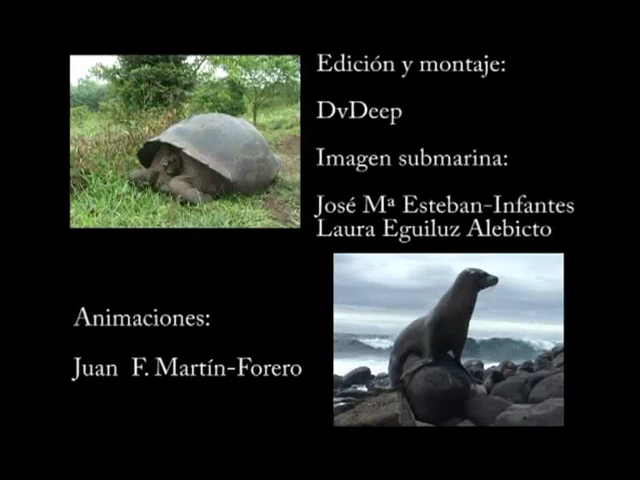 Edición y montaje:
DvDeep
Imagen submarina:
José Mª Esteban-Infantes
Laura Eguiluz Alebicto
Animaciones:
Juan F. Martín-Forero